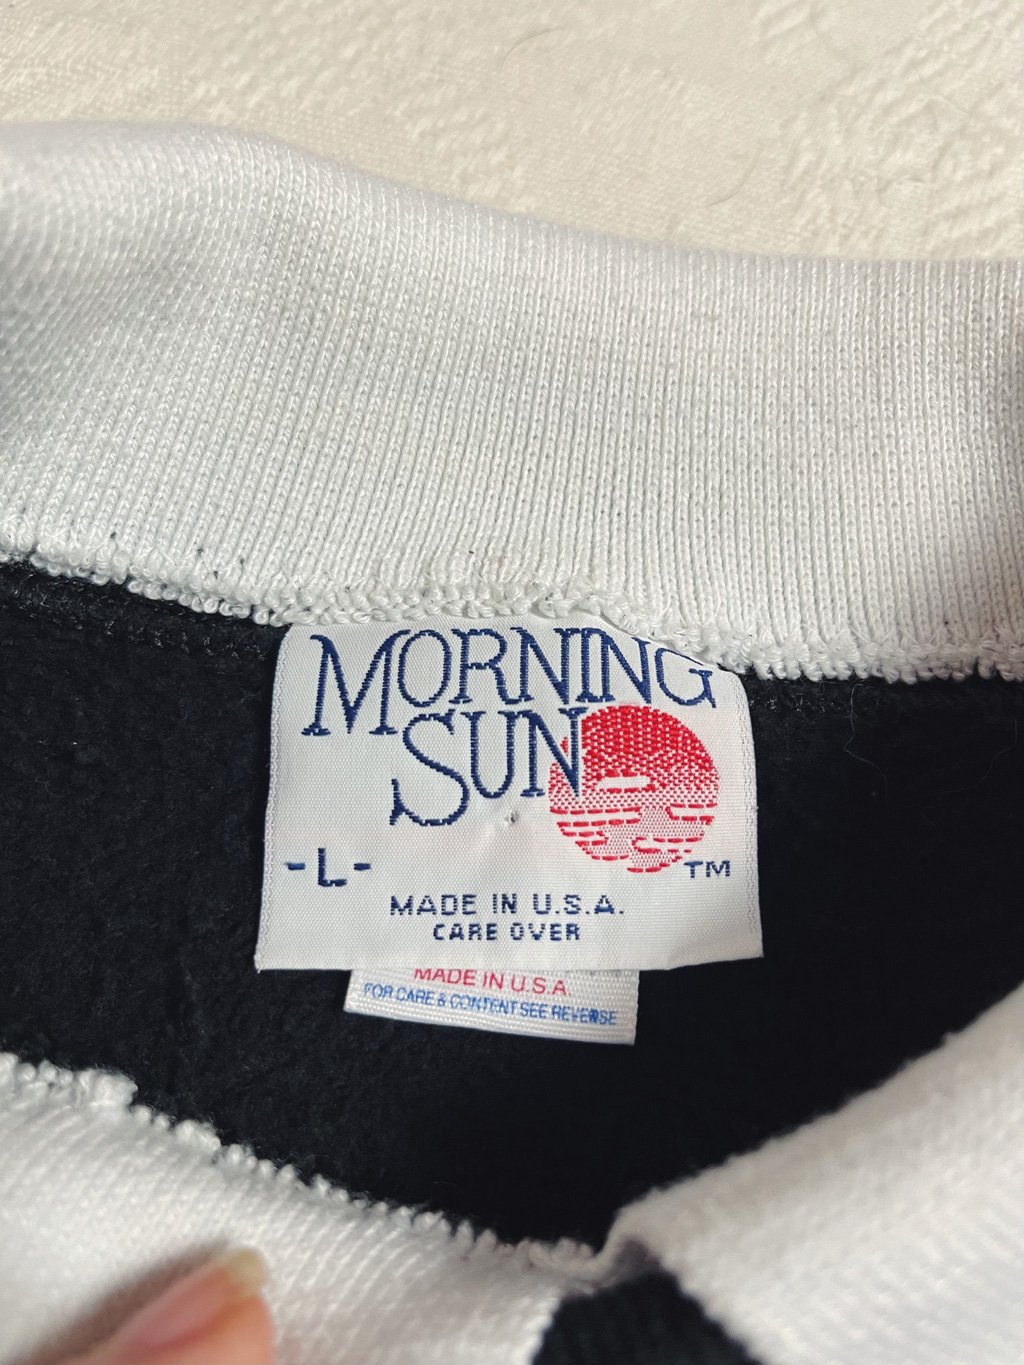 MORNING
SUN
-L-
TM
MADE IN U.S.A.
CARE OVER
MADE IN U.S.A.
FOR CARE & CONTENT SEE REVERSE